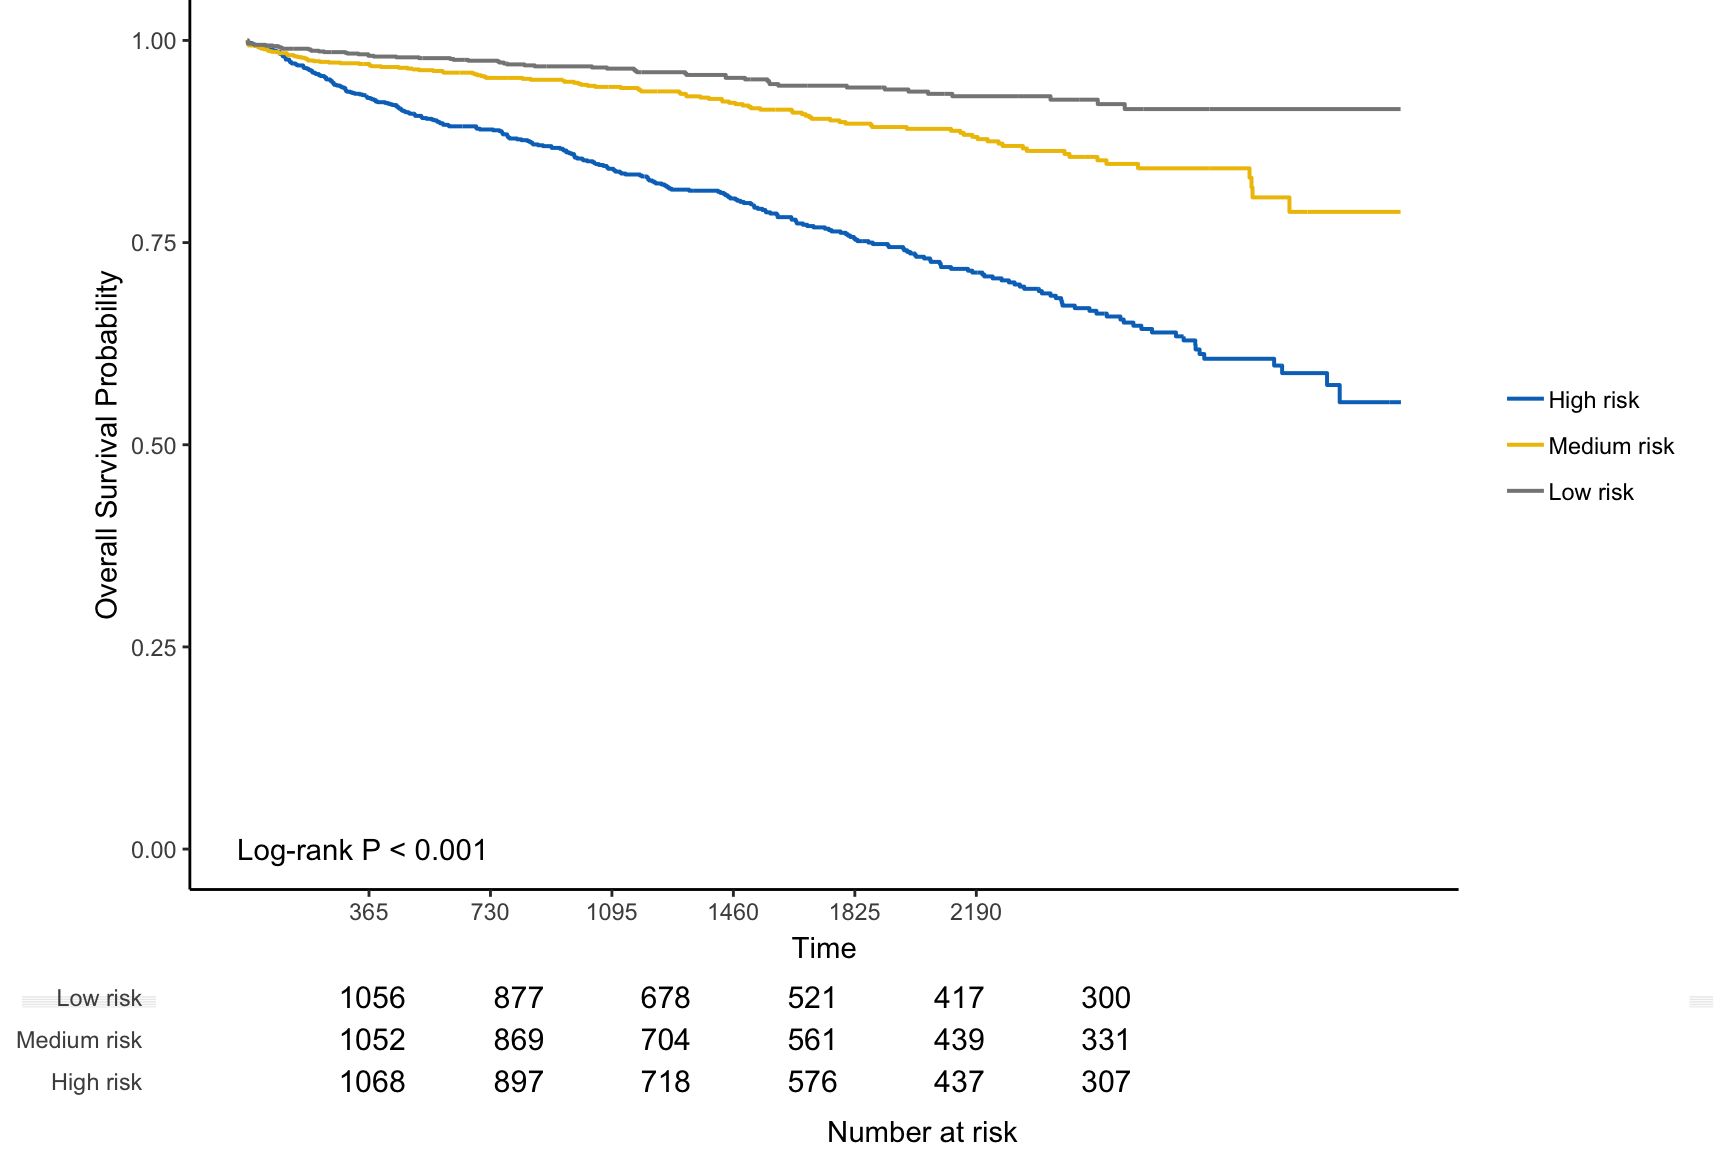 1.00
0.75
0.50
0.25
0.00
Overall Survival Probability
High risk
Medium risk
Low risk
Log-rank P < 0.001
365 730 1095 1460 1825 2190
Time
Low risk 1056 877 678 521 417 300
Medium risk 1052 869 704 561 439 331
High risk 1068 897 718 576 437 307
Number at risk